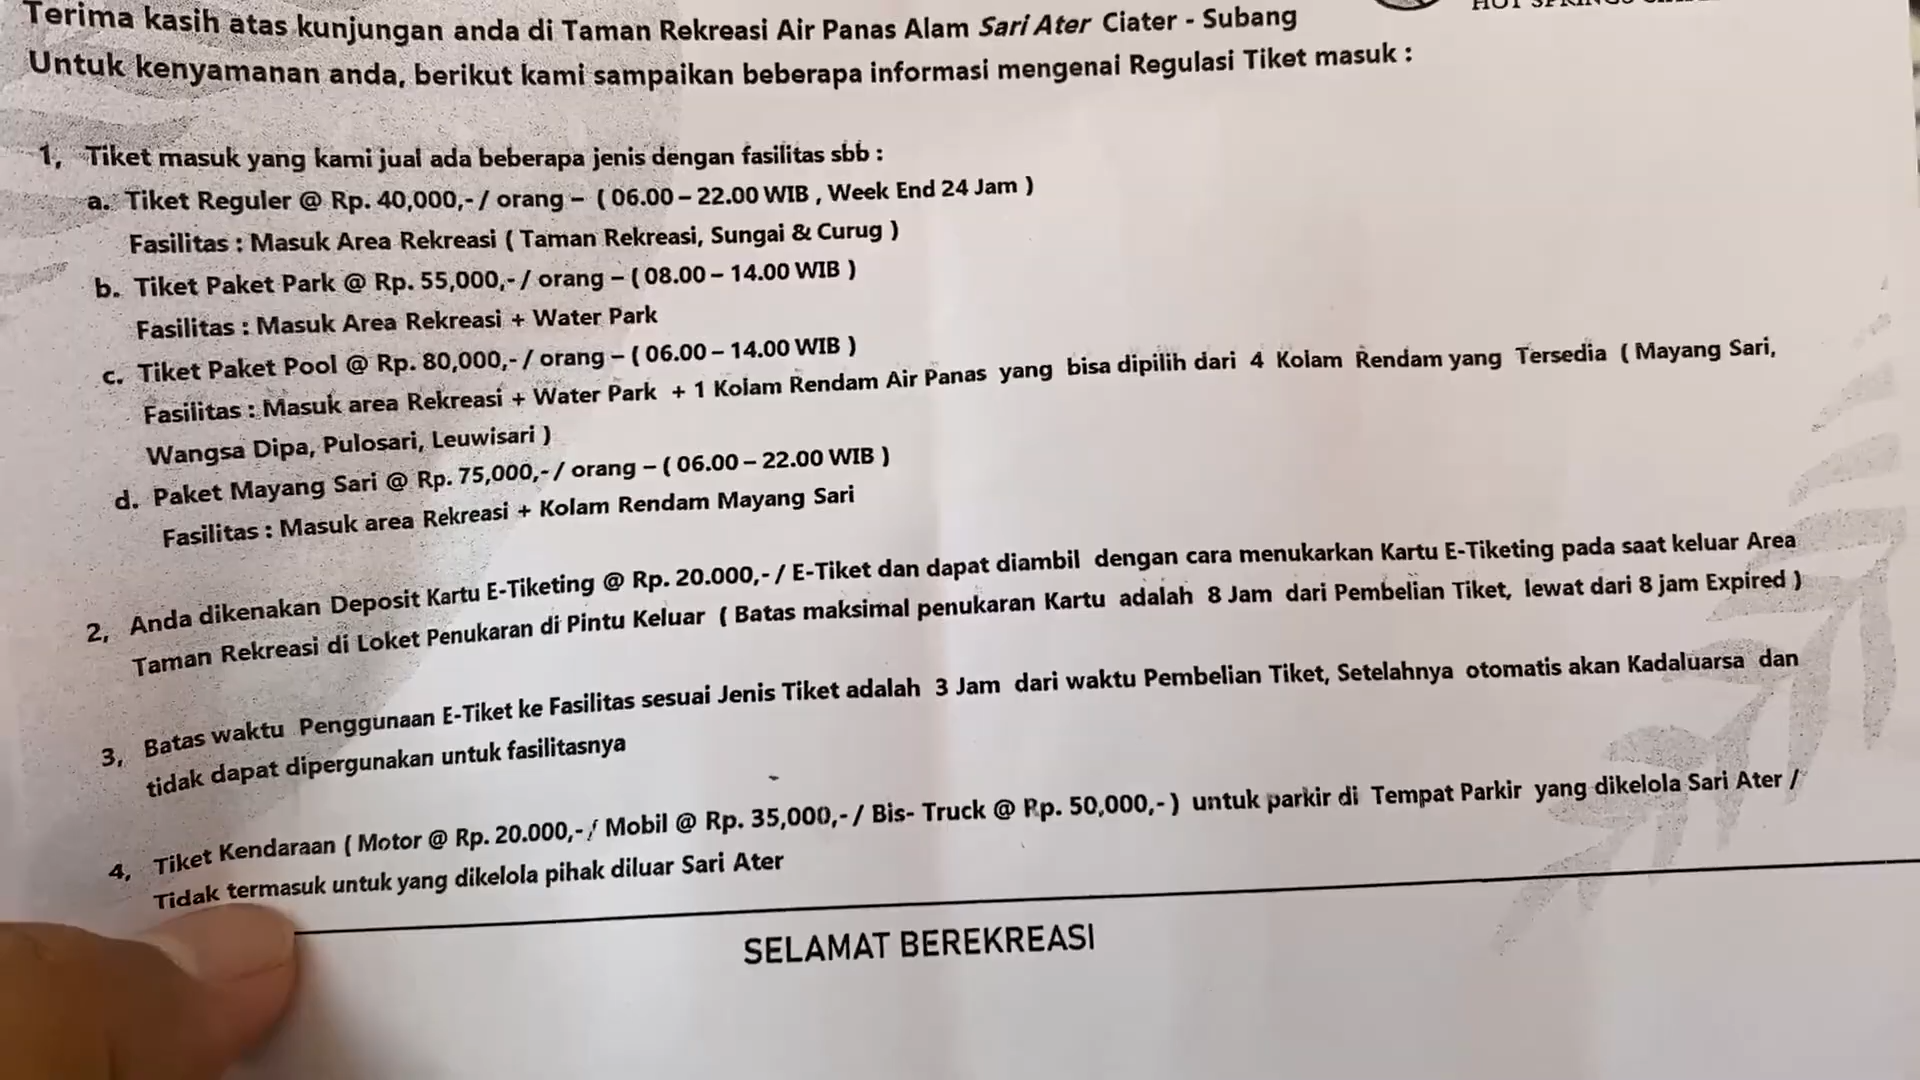 Terima kasih atas kunjungan anda di Taman Rekreasi Air Panas Alam Sari Ater Ciater - Subang
Untuk kenyamanan anda, berikut kami sampaikan beberapa informasi mengenai Regulasi Tiket masuk :
1, Tiket masuk yang kami jual ada beberapa jenis dengan fasilitas sbb :
a. Tiket Reguler @ Rp. 40,000,- / orang – ( 06.00 – 22.00 WIB , Week End 24 Jam )
Fasilitas : Masuk Area Rekreasi ( Taman Rekreasi, Sungai & Curug )
b. Tiket Paket Park @ Rp. 55,000,- / orang – ( 08.00 – 14.00 WIB )
Fasilitas : Masuk Area Rekreasi + Water Park
c. Tiket Paket Pool @ Rp. 80,000,- / orang – ( 06.00 – 14.00 WIB )
Fasilitas : Masuk area Rekreasi + Water Park + 1 Kolam Rendam Air Panas yang bisa dipilih dari 4 Kolam Rendam yang Tersedia ( Mayang Sari,
Wangsa Dipa, Pulosari, Leuwisari )
d. Paket Mayang Sari @ Rp. 75,000,- / orang – ( 06.00 – 22.00 WIB )
Fasilitas : Masuk area Rekreasi + Kolam Rendam Mayang Sari
2, Anda dikenakan Deposit Kartu E-Tiketing @ Rp. 20.000,- / E-Tiket dan dapat diambil dengan cara menukarkan Kartu E-Tiketing pada saat keluar Area
Taman Rekreasi di Loket Penukaran di Pintu Keluar ( Batas maksimal penukaran Kartu adalah 8 Jam dari Pembelian Tiket, lewat dari 8 jam Expired )
3, Batas waktu Penggunaan E-Tiket ke Fasilitas sesuai Jenis Tiket adalah 3 Jam dari waktu Pembelian Tiket, Setelahnya otomatis akan Kadaluarsa dan
tidak dapat dipergunakan untuk fasilitasnya
4, Tiket Kendaraan ( Motor @ Rp. 20.000,- / Mobil @ Rp. 35,000,- / Bis- Truck @ Rp. 50,000,- ) untuk parkir di Tempat Parkir yang dikelola Sari Ater /
Tidak termasuk untuk yang dikelola pihak diluar Sari Ater
SELAMAT BEREKREASI